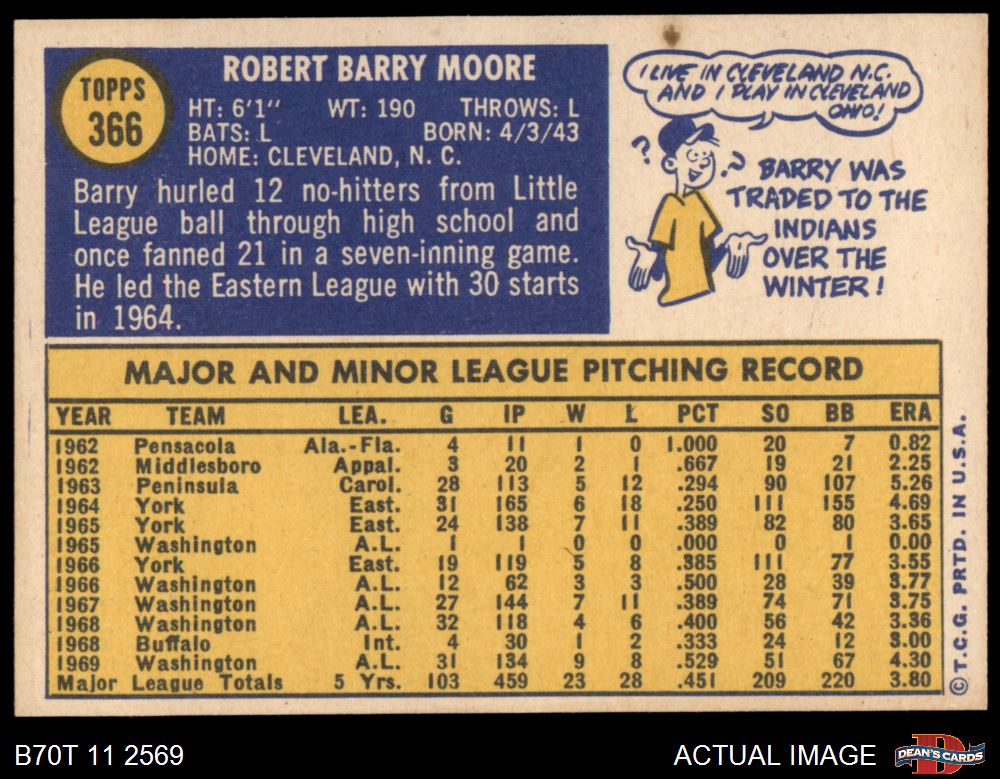 TOPPS
366
ROBERT BARRY MOORE
HT: 6'1" WT: 190 THROWS: L
BATS: L BORN: 4/3/43
HOME: CLEVELAND, N. C.
Barry hurled 12 no-hitters from Little
League ball through high school and
once fanned 21 in a seven-inning game.
He led the Eastern League with 30 starts
in 1964.
I LIVE IN CLEVELAND N.C.
AND I PLAY IN CLEVELAND
OHIO!
? ?
BARRY WAS
TRADED TO THE
INDIANS
OVER THE
WINTER!
MAJOR AND MINOR LEAGUE PITCHING RECORD
YEAR TEAM LEA. G IP W L PCT SO BB ERA
1962 Pensacola Ala.-Fla. 4 11 1 0 1.000 20 7 0.82
1962 Middlesboro Appal. 3 20 2 1 .667 19 21 2.25
1963 Peninsula Carol. 28 113 5 12 .294 90 107 5.26
1964 York East. 31 165 6 18 .250 111 155 4.69
1965 York East. 24 138 7 11 .389 82 80 3.65
1965 Washington A.L. 1 1 0 0 .000 0 1 0.00
1966 York East. 19 119 5 8 .385 111 77 3.55
1966 Washington A.L. 12 62 3 3 .500 28 39 3.77
1967 Washington A.L. 27 144 7 11 .389 74 71 3.75
1968 Washington A.L. 32 118 4 6 .400 56 42 3.36
1968 Buffalo Int. 4 30 1 2 .333 24 12 3.00
1969 Washington A.L. 31 134 9 8 .529 51 67 4.30
Major League Totals 5 Yrs. 103 459 23 28 .451 209 220 3.80
© T.C.G. PRTD. IN U.S.A.
B70T 11 2569
ACTUAL IMAGE
DEAN'S CARDS